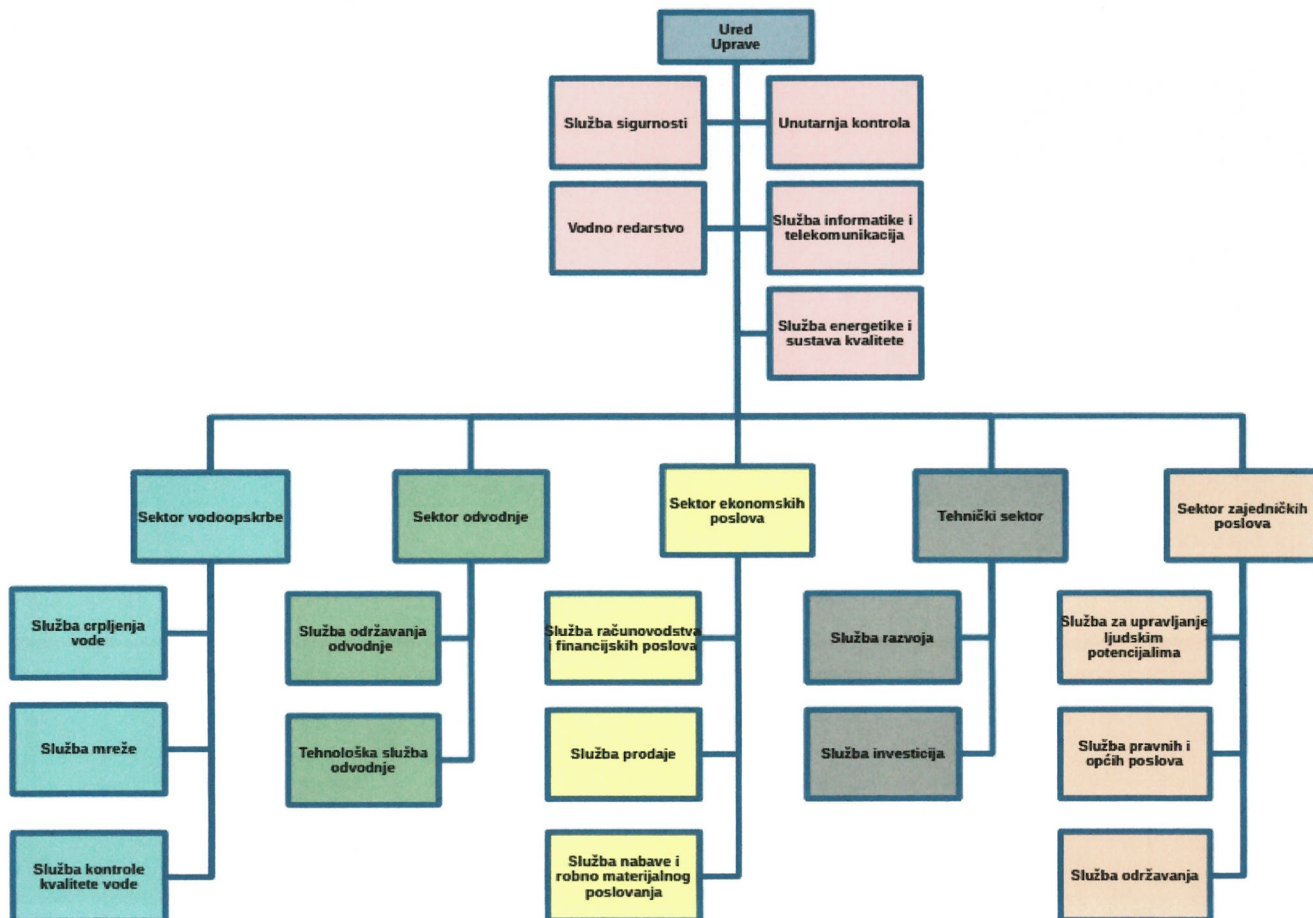 Ured
Uprave
Služba sigurnosti
Unutarnja kontrola
Vodno redarstvo
Služba informatike i
telekomunikacija
Služba energetike i
sustava kvalitete
Sektor vodoopskrbe
Sektor odvodnje
Sektor ekonomskih
poslova
Tehnički sektor
Sektor zajedničkih
poslova
Služba crpljenja
vode
Služba održavanja
odvodnje
Služba računovodstva
i financijskih poslova
Služba razvoja
Služba za upravljanje
ljudskim
potencijalima
Služba mreže
Tehnološka služba
odvodnje
Služba prodaje
Služba investicija
Služba pravnih i
općih poslova
Služba kontrole
kvalitete vode
Služba nabave i
robno materijalnog
poslovanja
Služba održavanja